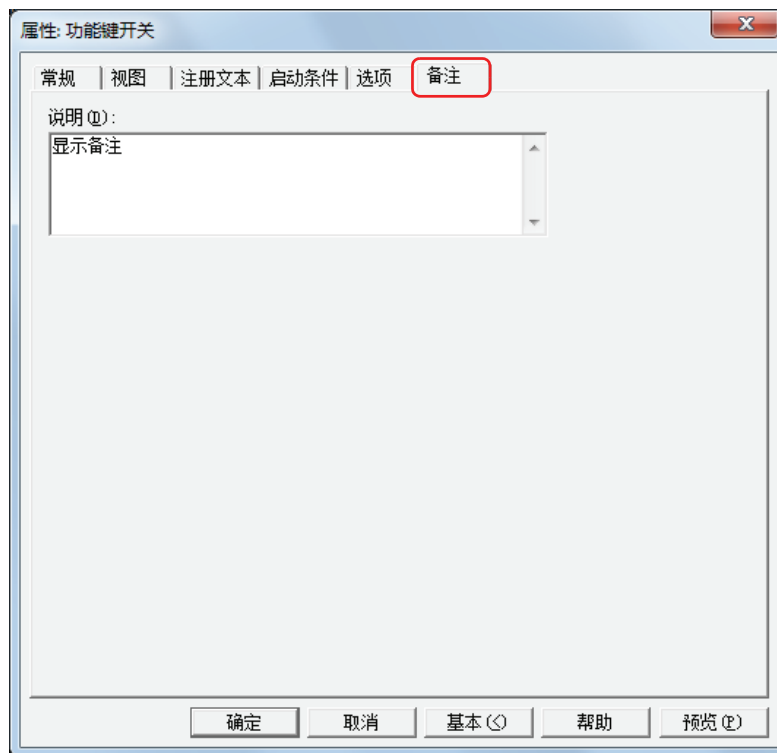 属性: 功能键开关
常规 视图 注册文本 启动条件 选项 备注
说明(D):
显示备注
确定 取消 基本(<) 帮助 预览(P)